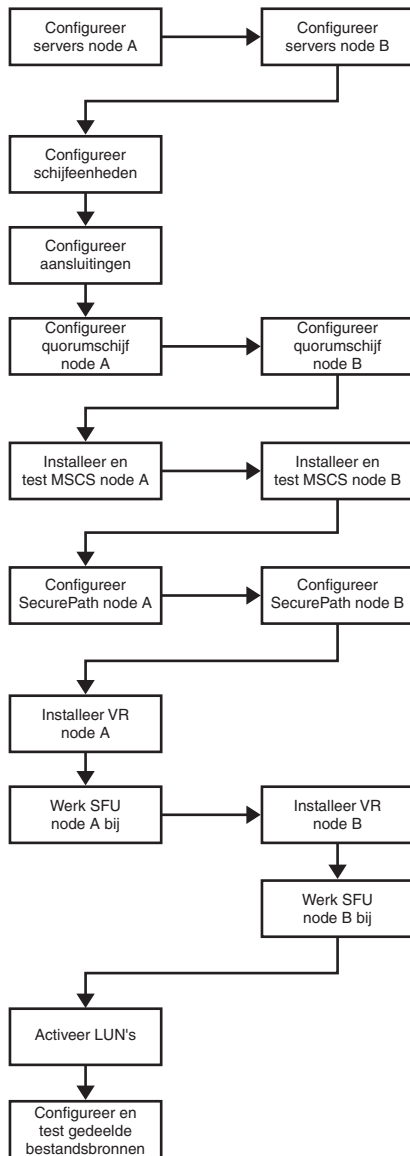 Configureer
servers node A
Configureer
servers node B
Configureer
schijfeenheden
Configureer
aansluitingen
Configureer
quorumschijf
node A
Configureer
quorumschijf
node B
Installeer en
test MSCS node A
Installeer en
test MSCS node B
Configureer
SecurePath node A
Configureer
SecurePath node B
Installeer VR
node A
Werk SFU
node A bij
Installeer VR
node B
Werk SFU
node B bij
Activeer LUN's
Configureer en
test gedeelde
bestandsbronnen